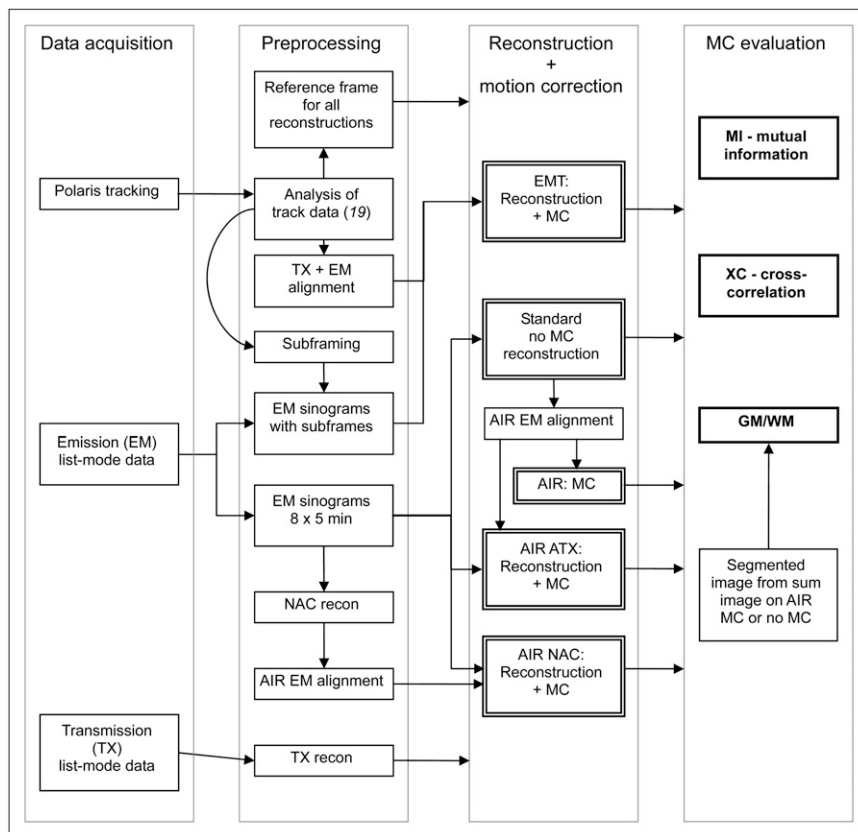 Data acquisition
Polaris tracking
Emission (EM)
list-mode data
Transmission
(TX)
list-mode data
Preprocessing
Reference frame
for all
reconstructions
Analysis of
track data (19)
TX + EM
alignment
Subframing
EM sinograms
with subframes
EM sinograms
8 x 5 min
NAC recon
AIR EM alignment
TX recon
Reconstruction
+
motion correction
EMT:
Reconstruction
+ MC
Standard
no MC
reconstruction
AIR EM alignment
AIR: MC
AIR ATX:
Reconstruction
+ MC
AIR NAC:
Reconstruction
+ MC
MC evaluation
MI - mutual
information
XC - cross-
correlation
GM/WM
Segmented
image from sum
image on AIR
MC or no MC